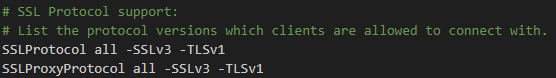 # SSL Protocol support:
# List the protocol versions which clients are allowed to connect with.
SSLProtocol all -SSLv3 -TLSv1
SSLProxyProtocol all -SSLv3 -TLSv1